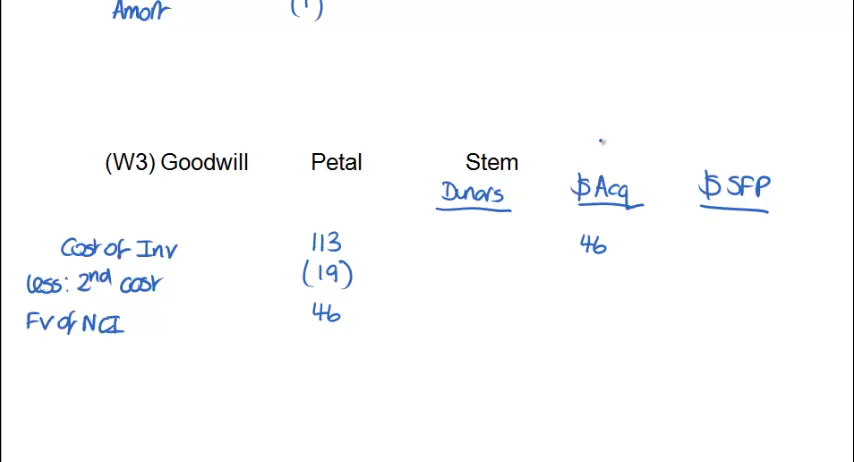 Amort (1)
(W3) Goodwill Petal Stem
Dinars $ Acq $ SFP
Cost of Inv 113 46
Less: 2nd cost (19)
FV of NCI 46